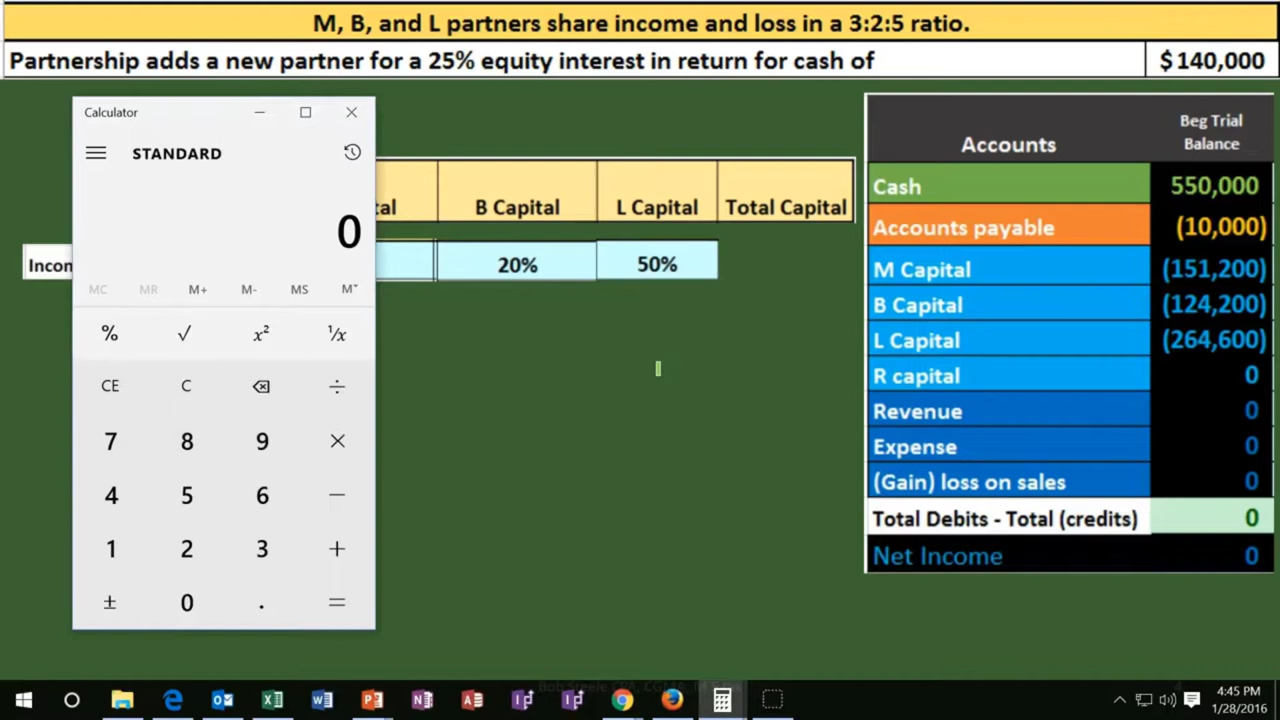 M, B, and L partners share income and loss in a 3:2:5 ratio.
Partnership adds a new partner for a 25% equity interest in return for cash of $140,000
Calculator
STANDARD
0
MC MR M+ M- MS M˅
% √ x² ¹/x
CE C ÷
7 8 9 ×
4 5 6 −
1 2 3 +
± 0 . =
tal B Capital L Capital Total Capital
Incom 20% 50%
Accounts Beg Trial Balance
Cash 550,000
Accounts payable (10,000)
M Capital (151,200)
B Capital (124,200)
L Capital (264,600)
R capital 0
Revenue 0
Expense 0
(Gain) loss on sales 0
Total Debits - Total (credits) 0
Net Income 0
4:45 PM
1/28/2016